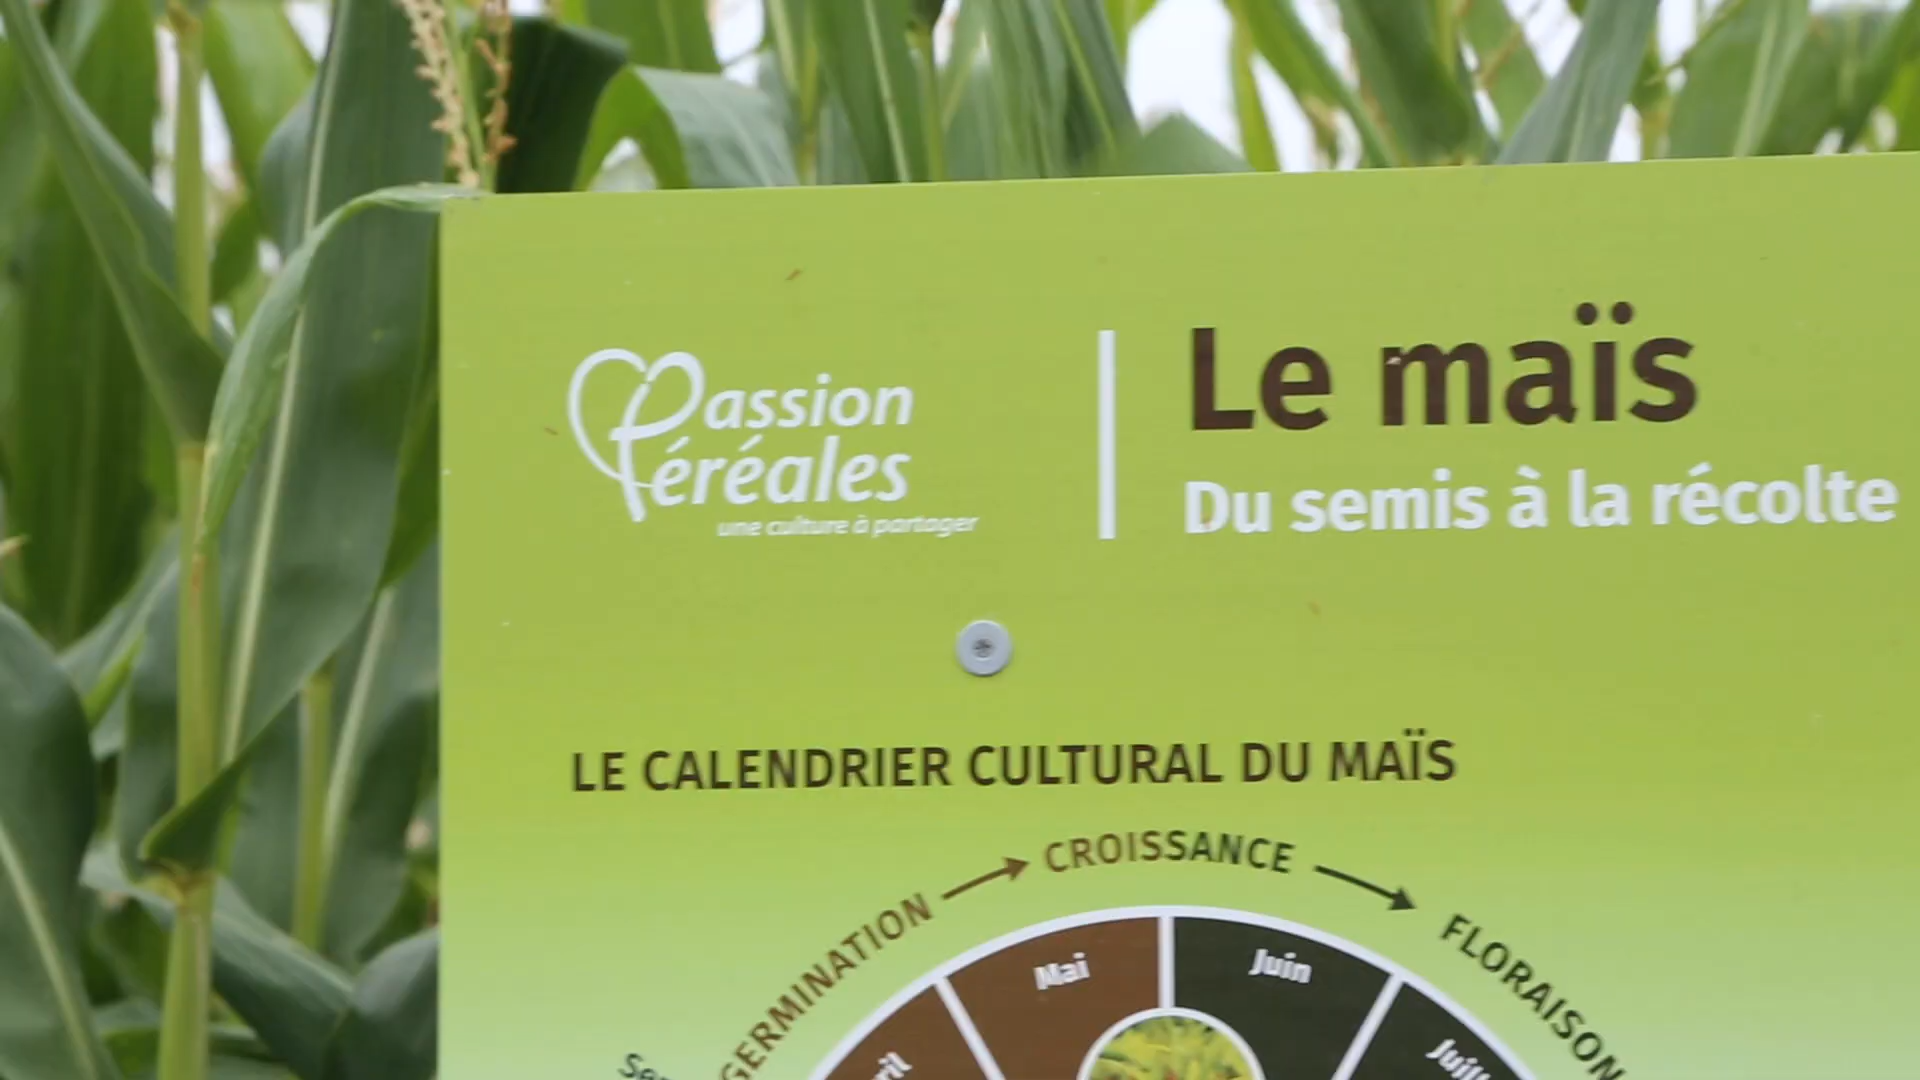 Passion
Céréales
une culture à partager
Le maïs
Du semis à la récolte
LE CALENDRIER CULTURAL DU MAÏS
GERMINATION → CROISSANCE → FLORAISON
Mai
Juin